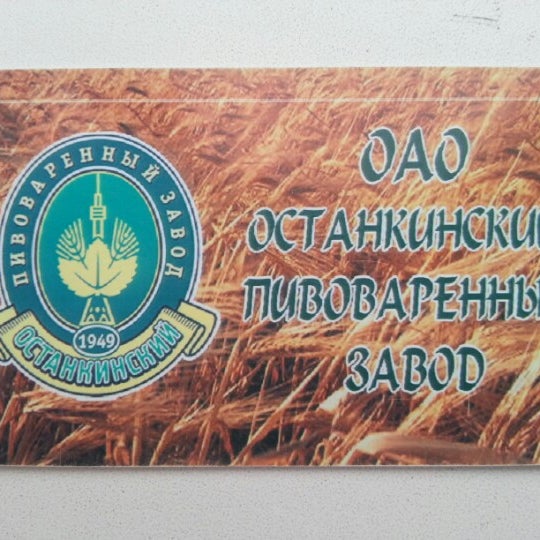 ПИВОВАРЕННЫЙ ЗАВОД
1949
ОСТАНКИНСКИЙ
ОАО
ОСТАНКИНСКИ
ПИВОВАРЕННЫ
ЗАВОД